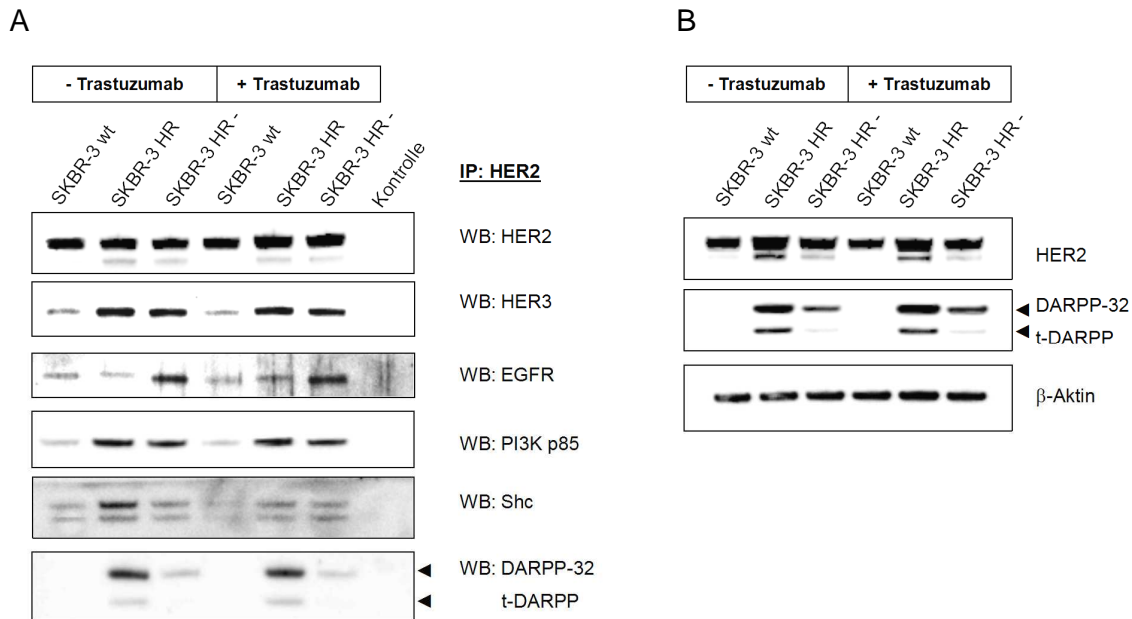 A
- Trastuzumab + Trastuzumab
SKBR-3 wt
SKBR-3 HR
SKBR-3 HR -
SKBR-3 wt
SKBR-3 HR
SKBR-3 HR -
Kontrolle
IP: HER2
WB: HER2
WB: HER3
WB: EGFR
WB: PI3K p85
WB: Shc
WB: DARPP-32
t-DARPP
B
- Trastuzumab + Trastuzumab
SKBR-3 wt
SKBR-3 HR
SKBR-3 HR -
SKBR-3 wt
SKBR-3 HR
SKBR-3 HR -
HER2
DARPP-32
t-DARPP
β-Aktin